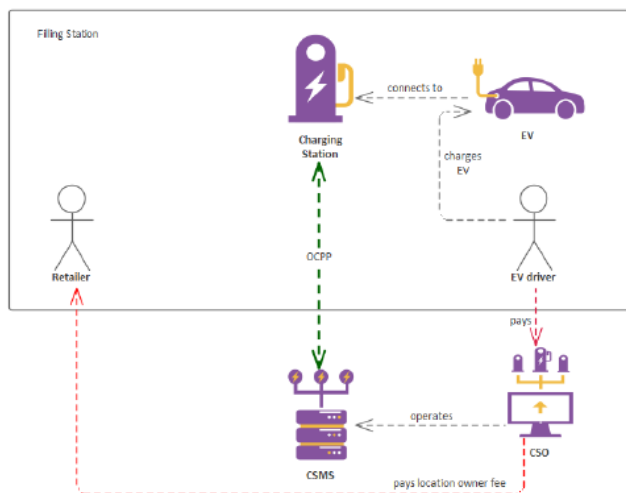 Filling Station
connects to
Charging
Station
EV
charges
EV
OCPP
Retailer
EV driver
pays
operates
CSMS
CSO
pays location owner fee